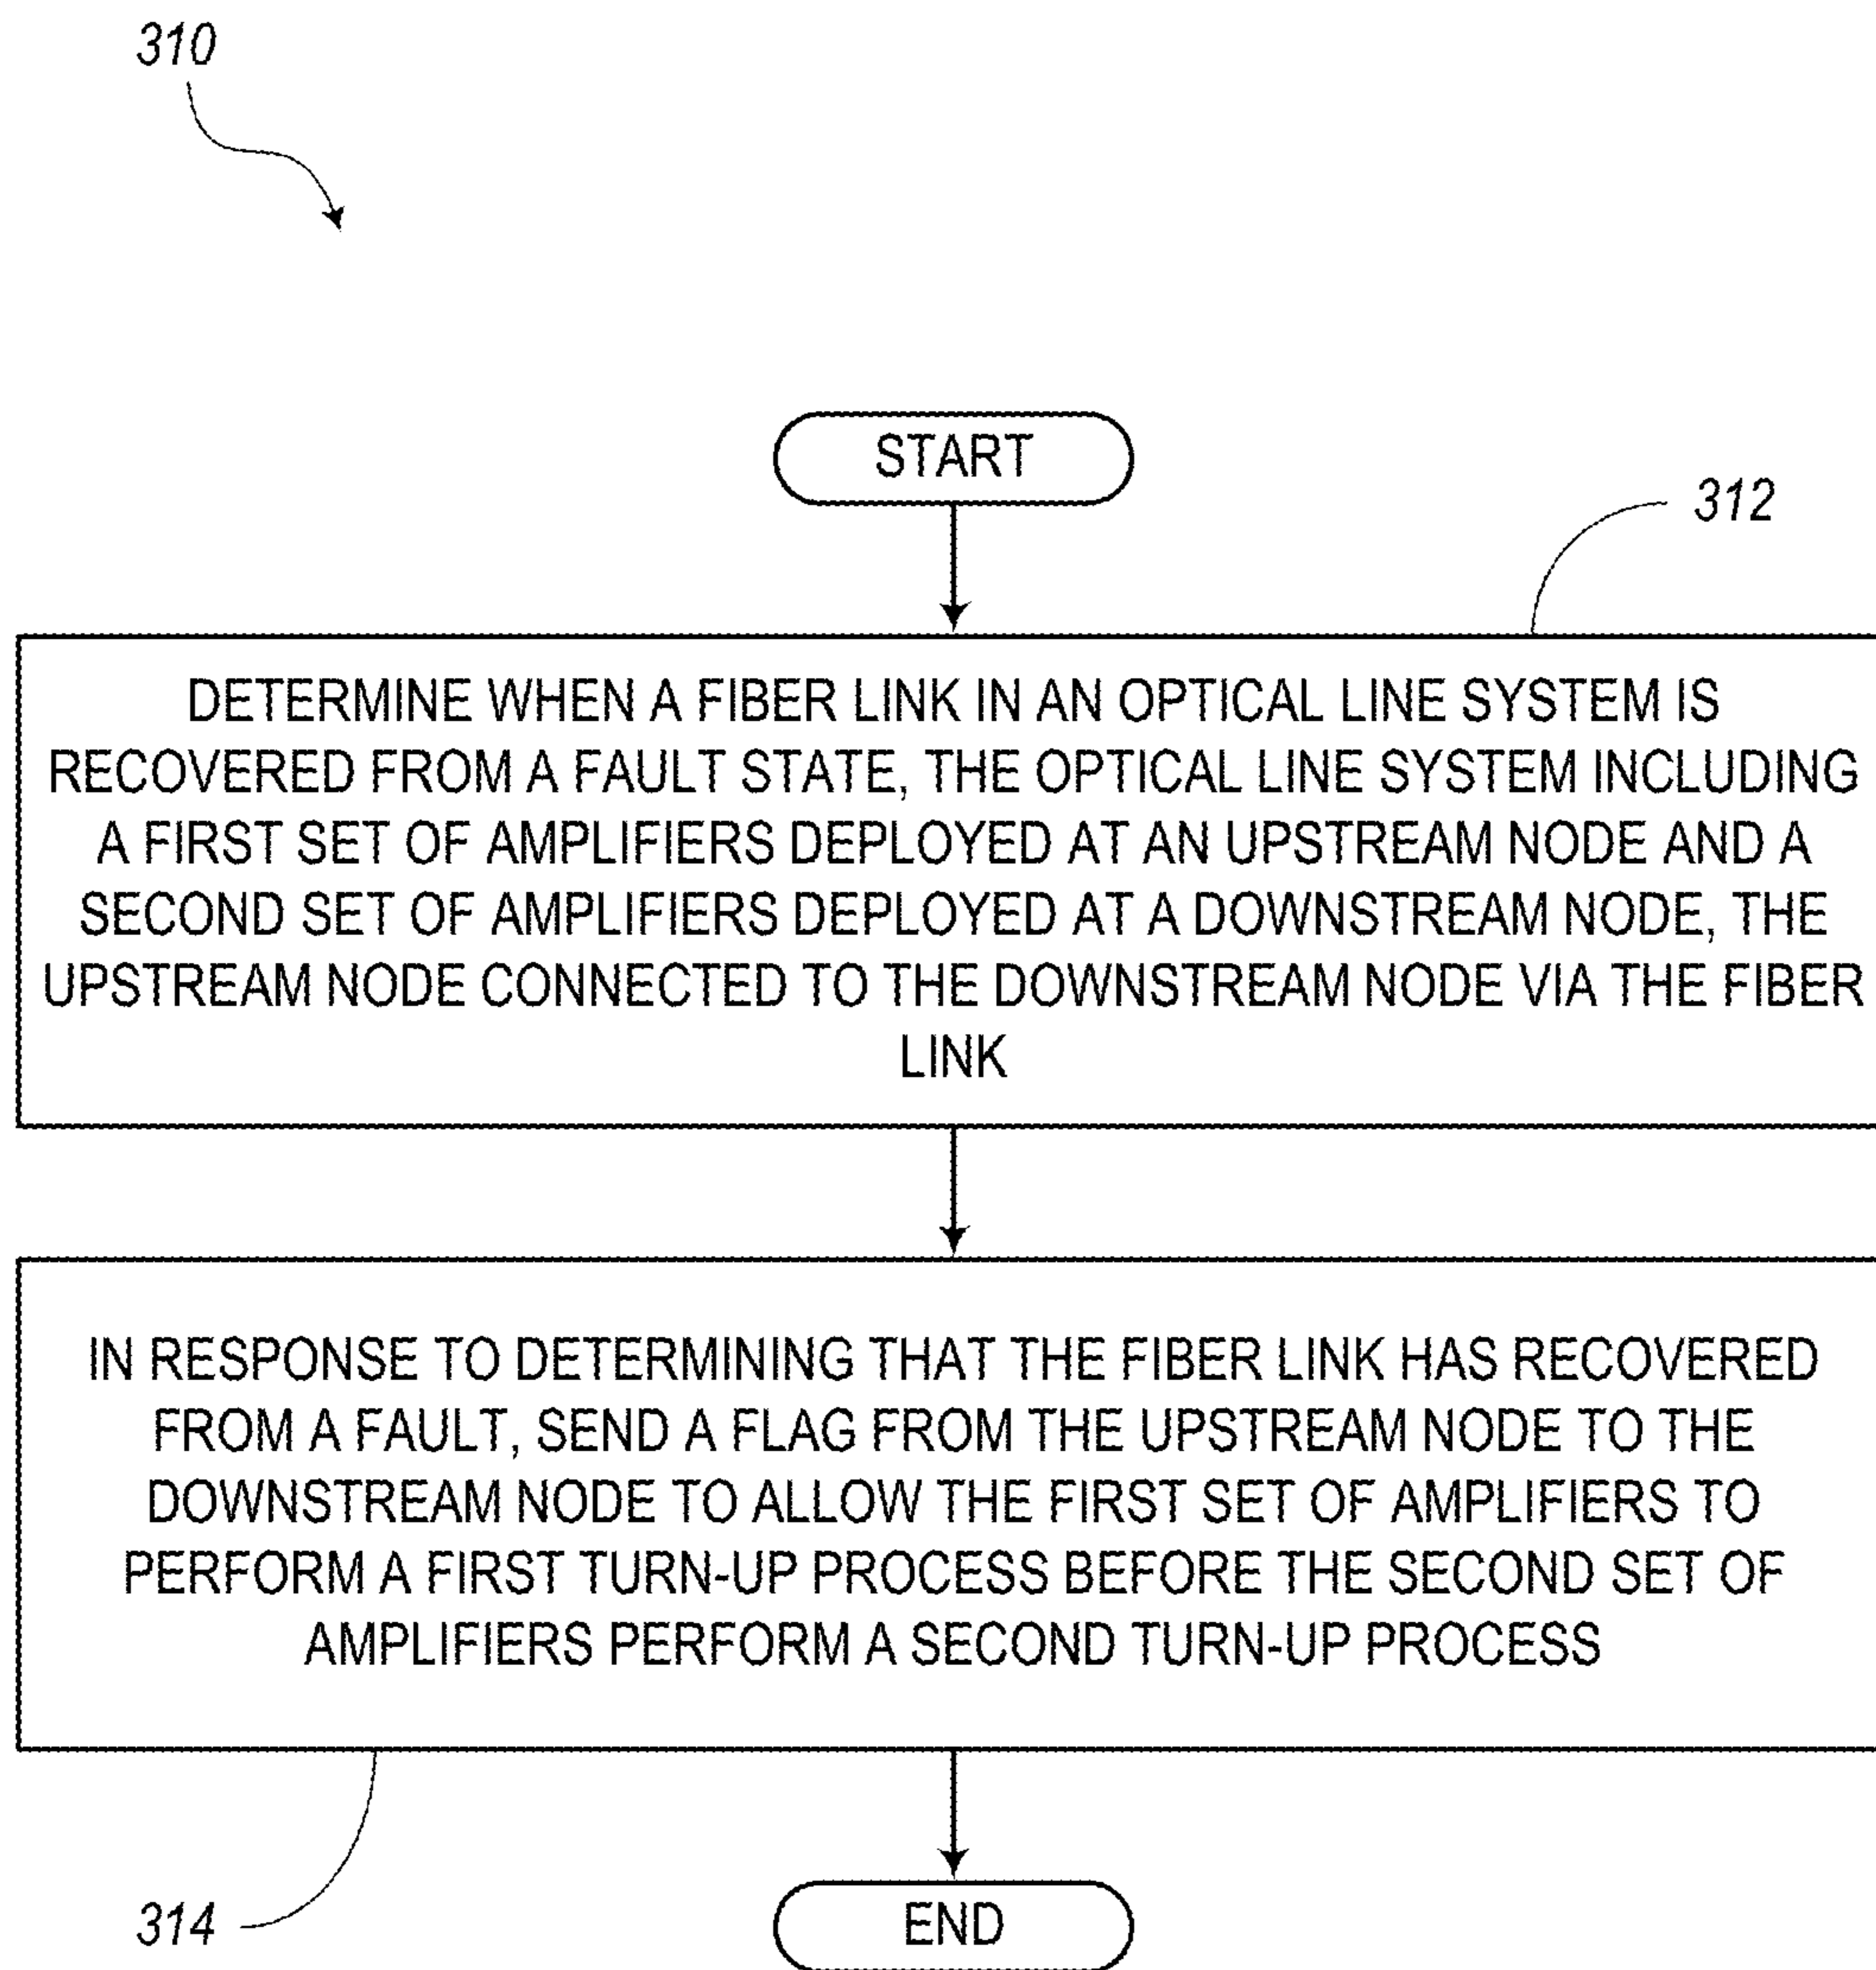 310
START
312
DETERMINE WHEN A FIBER LINK IN AN OPTICAL LINE SYSTEM IS
RECOVERED FROM A FAULT STATE, THE OPTICAL LINE SYSTEM INCLUDING
A FIRST SET OF AMPLIFIERS DEPLOYED AT AN UPSTREAM NODE AND A
SECOND SET OF AMPLIFIERS DEPLOYED AT A DOWNSTREAM NODE, THE
UPSTREAM NODE CONNECTED TO THE DOWNSTREAM NODE VIA THE FIBER
LINK
IN RESPONSE TO DETERMINING THAT THE FIBER LINK HAS RECOVERED
FROM A FAULT, SEND A FLAG FROM THE UPSTREAM NODE TO THE
DOWNSTREAM NODE TO ALLOW THE FIRST SET OF AMPLIFIERS TO
PERFORM A FIRST TURN-UP PROCESS BEFORE THE SECOND SET OF
AMPLIFIERS PERFORM A SECOND TURN-UP PROCESS
314
END